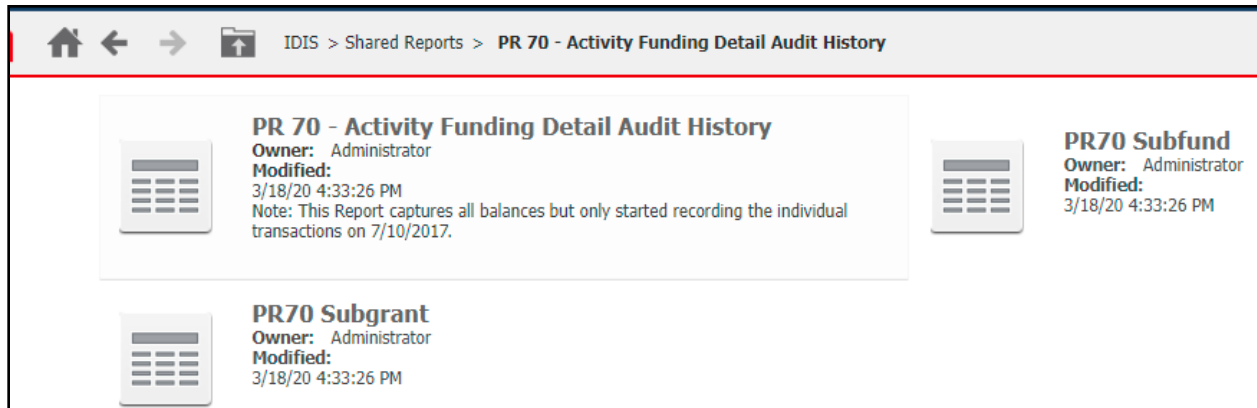 IDIS > Shared Reports > PR 70 - Activity Funding Detail Audit History
PR 70 - Activity Funding Detail Audit History
Owner: Administrator
Modified:
3/18/20 4:33:26 PM
Note: This Report captures all balances but only started recording the individual
transactions on 7/10/2017.
PR70 Subfund
Owner: Administrator
Modified:
3/18/20 4:33:26 PM
PR70 Subgrant
Owner: Administrator
Modified:
3/18/20 4:33:26 PM